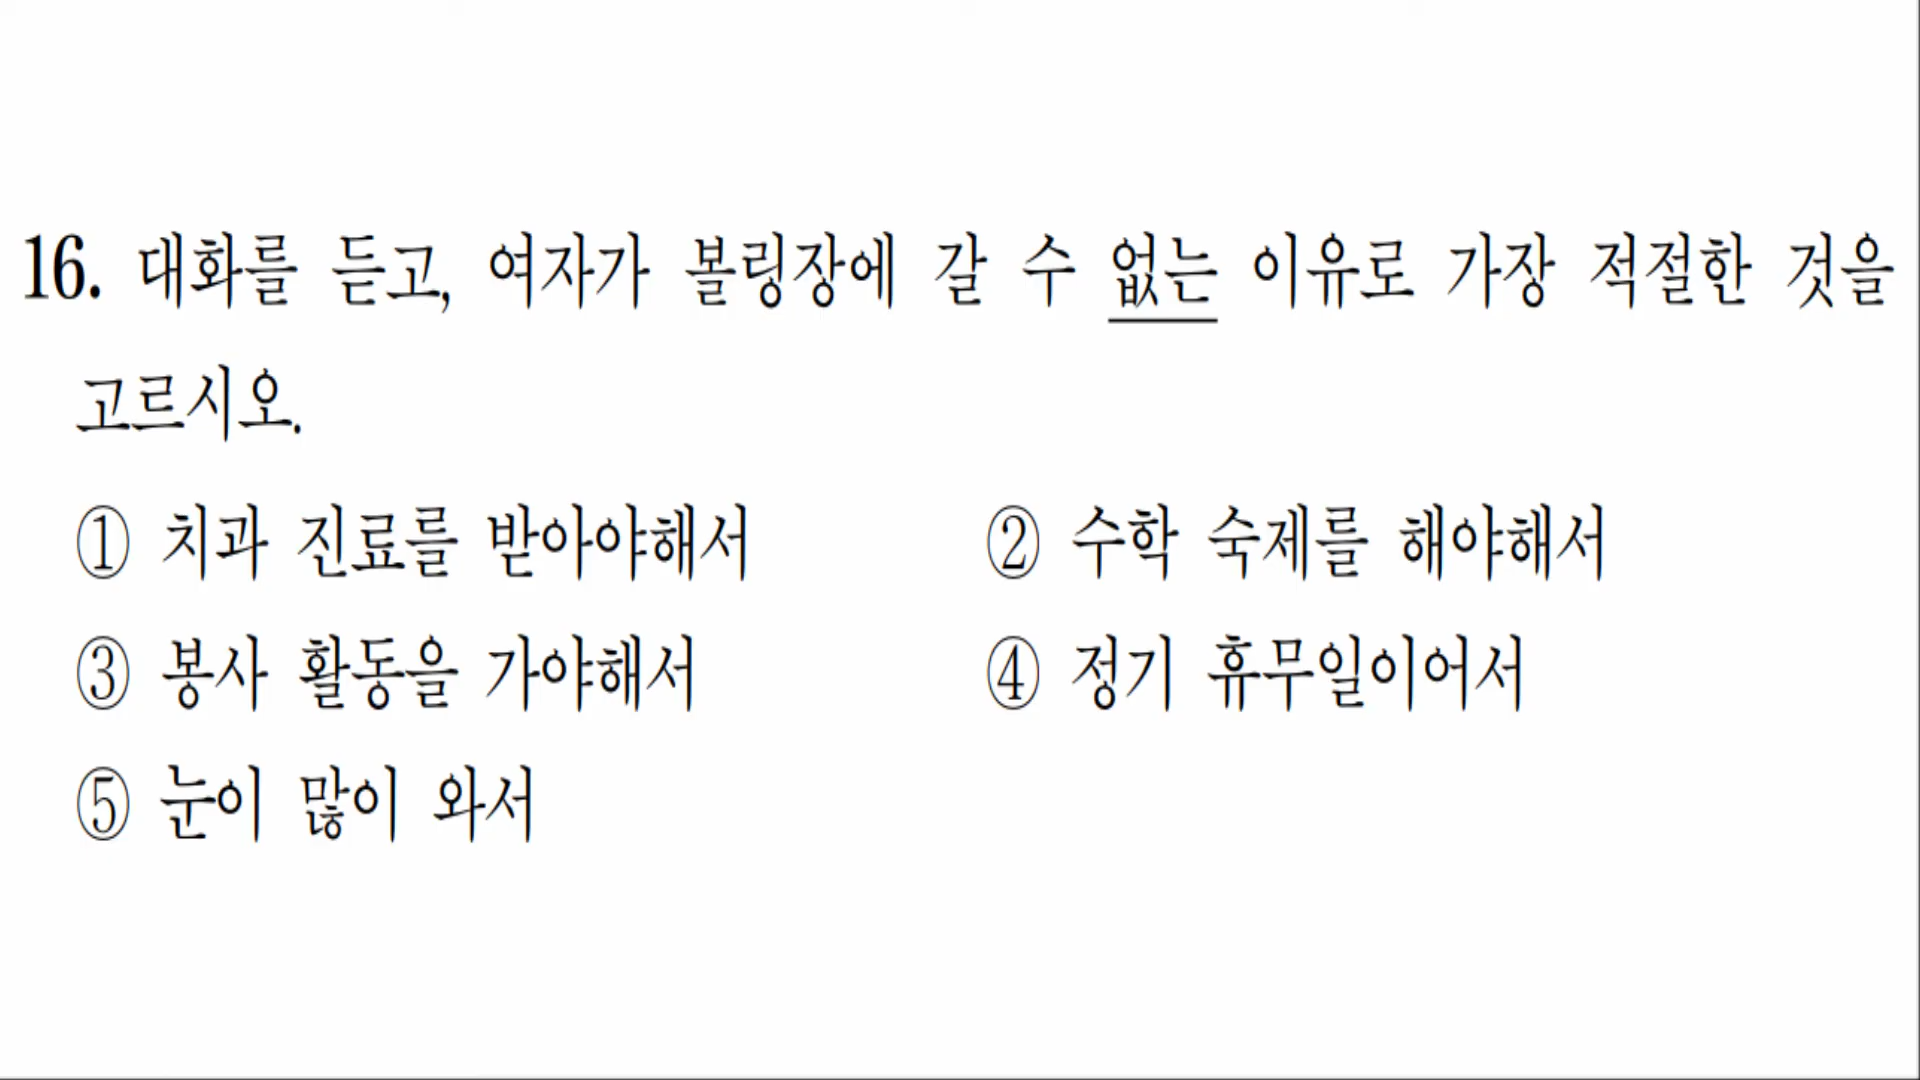 16. 대화를 듣고, 여자가 볼링장에 갈 수 없는 이유로 가장 적절한 것을
고르시오.
① 치과 진료를 받아야해서 ② 수학 숙제를 해야해서
③ 봉사 활동을 가야해서 ④ 정기 휴무일이어서
⑤ 눈이 많이 와서